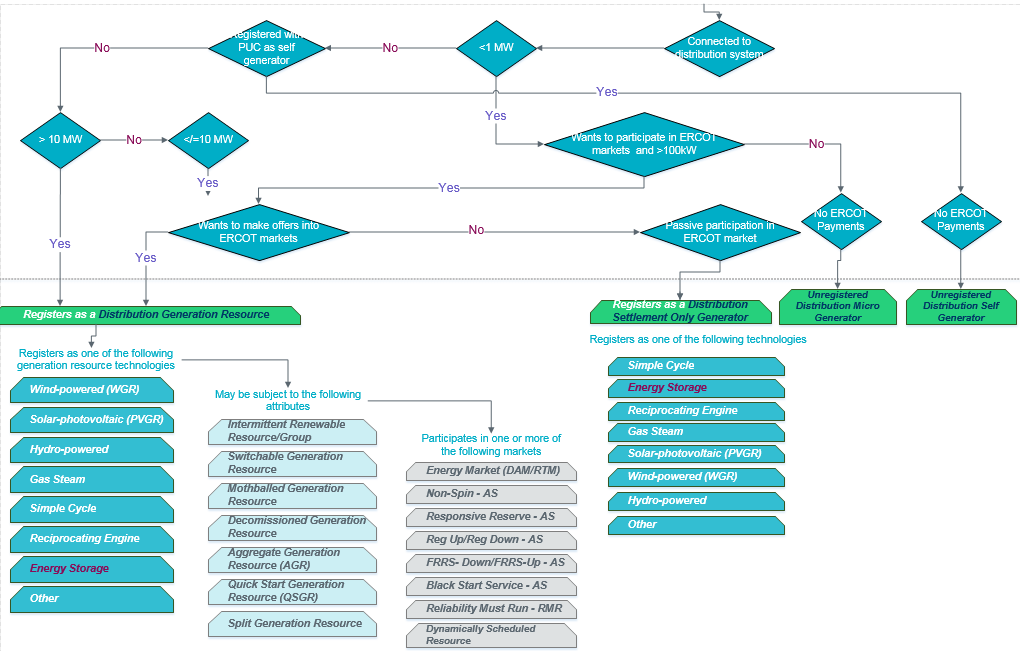 Connected to
distribution system
<1 MW
No
Registered with
PUC as self
generator
No
Yes
Yes
> 10 MW
No
</=10 MW
Yes
Wants to participate in ERCOT
markets and >100kW
No
Yes
Wants to make offers into
ERCOT markets
No
Passive participation in
ERCOT market
No ERCOT
Payments
No ERCOT
Payments
Yes
Yes
Registers as a Distribution Generation Resource
Registers as a Distribution
Settlement Only Generator
Unregistered
Distribution Micro
Generator
Unregistered
Distribution Self
Generator
Registers as one of the following
generation resource technologies
Wind-powered (WGR)
Solar-photovoltaic (PVGR)
Hydro-powered
Gas Steam
Simple Cycle
Reciprocating Engine
Energy Storage
Other
May be subject to the following
attributes
Intermittent Renewable
Resource/Group
Switchable Generation
Resource
Mothballed Generation
Resource
Decomissioned Generation
Resource
Aggregate Generation
Resource (AGR)
Quick Start Generation
Resource (QSGR)
Split Generation Resource
Participates in one or more of
the following markets
Energy Market (DAM/RTM)
Non-Spin - AS
Responsive Reserve - AS
Reg Up/Reg Down - AS
FRRS- Down/FRRS-Up - AS
Black Start Service - AS
Reliability Must Run - RMR
Dynamically Scheduled
Resource
Registers as one of the following technologies
Simple Cycle
Energy Storage
Reciprocating Engine
Gas Steam
Solar-photovoltaic (PVGR)
Wind-powered (WGR)
Hydro-powered
Other